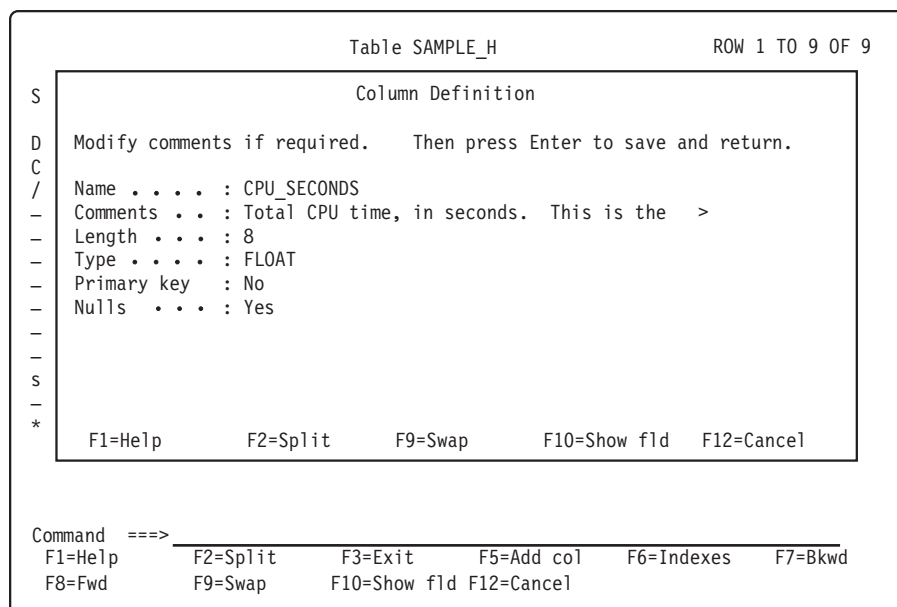 Table SAMPLE_H ROW 1 TO 9 OF 9
S Column Definition
D Modify comments if required. Then press Enter to save and return.
C
/ Name . . . . : CPU_SECONDS
_ Comments . . : Total CPU time, in seconds. This is the >
_ Length . . . : 8
_ Type . . . . : FLOAT
_ Primary key : No
_ Nulls . . . : Yes
_
_
s
_
*
F1=Help F2=Split F9=Swap F10=Show fld F12=Cancel
Command ===>
F1=Help F2=Split F3=Exit F5=Add col F6=Indexes F7=Bkwd
F8=Fwd F9=Swap F10=Show fld F12=Cancel